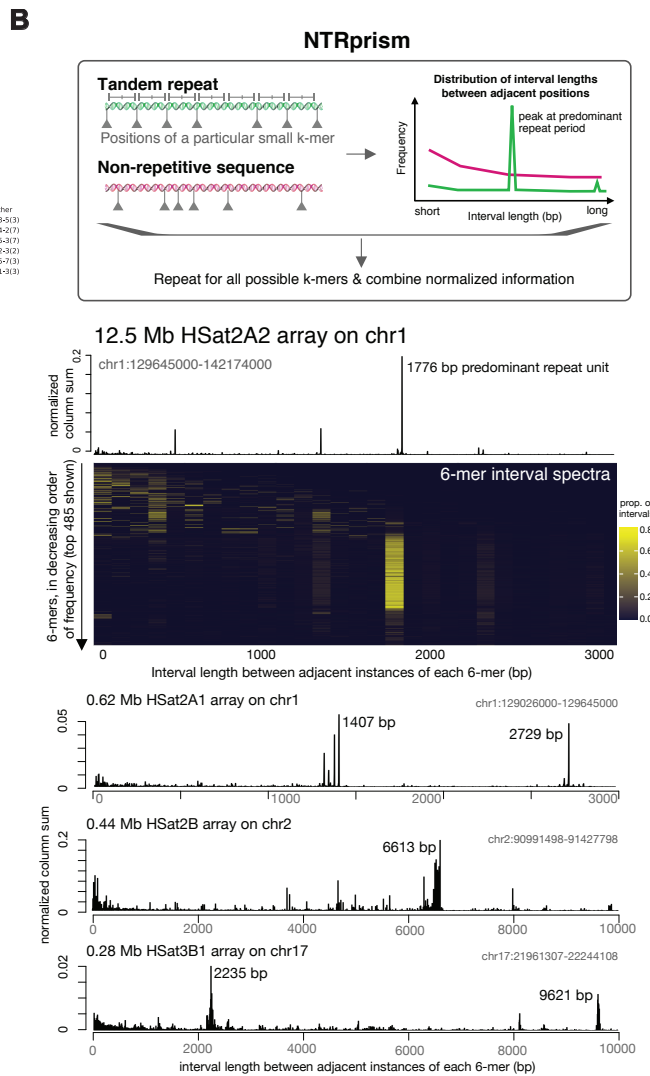 B
NTRprism
Tandem repeat
Positions of a particular small k-mer
Non-repetitive sequence
Distribution of interval lengths
between adjacent positions
Frequency
peak at predominant
repeat period
short
long
Interval length (bp)
Repeat for all possible k-mers & combine normalized information
12.5 Mb HSat2A2 array on chr1
chr1:129645000-142174000
1776 bp predominant repeat unit
normalized
column sum
0.2
0
6-mer interval spectra
6-mers, in decreasing order
of frequency (top 485 shown)
prop. o
interval
0.8
0.6
0.4
0.2
0.0
0 1000 2000 3000
Interval length between adjacent instances of each 6-mer (bp)
0.62 Mb HSat2A1 array on chr1
chr1:129026000-129645000
0.05
0
1407 bp
2729 bp
0 1000 2000 3000
normalized column sum
0.44 Mb HSat2B array on chr2
chr2:90991498-91427798
0.2
0
6613 bp
0 2000 4000 6000 8000 10000
0.28 Mb HSat3B1 array on chr17
chr17:21961307-22244108
0.02
0
2235 bp
9621 bp
0 2000 4000 6000 8000 10000
interval length between adjacent instances of each 6-mer (bp)